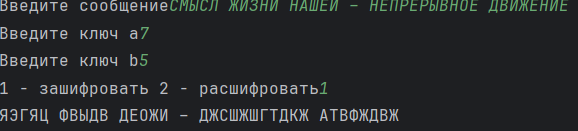 Введите сообщениеСМЫСЛ ЖИЗНИ НАШЕЙ – НЕПРЕРЫВНОЕ ДВИЖЕНИЕ
Введите ключ a7
Введите ключ b5
1 - зашифровать 2 - расшифровать1
ЯЭГЯЦ ФВЫДВ ДЕОЖИ – ДЖСШЖШГТДКЖ АТВФЖДВЖ